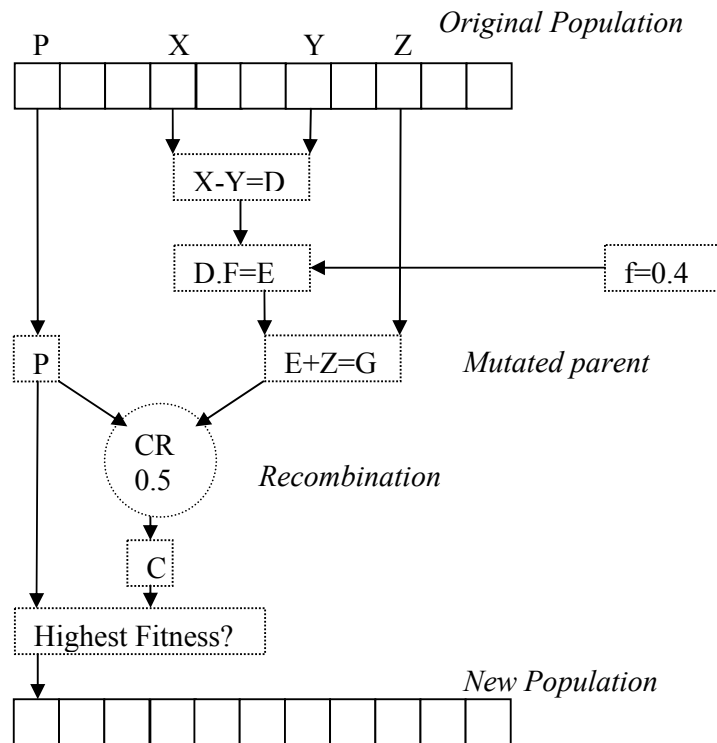 Original Population
P X Y Z
X-Y=D
D.F=E
f=0.4
P
E+Z=G
Mutated parent
CR
0.5
Recombination
C
Highest Fitness?
New Population